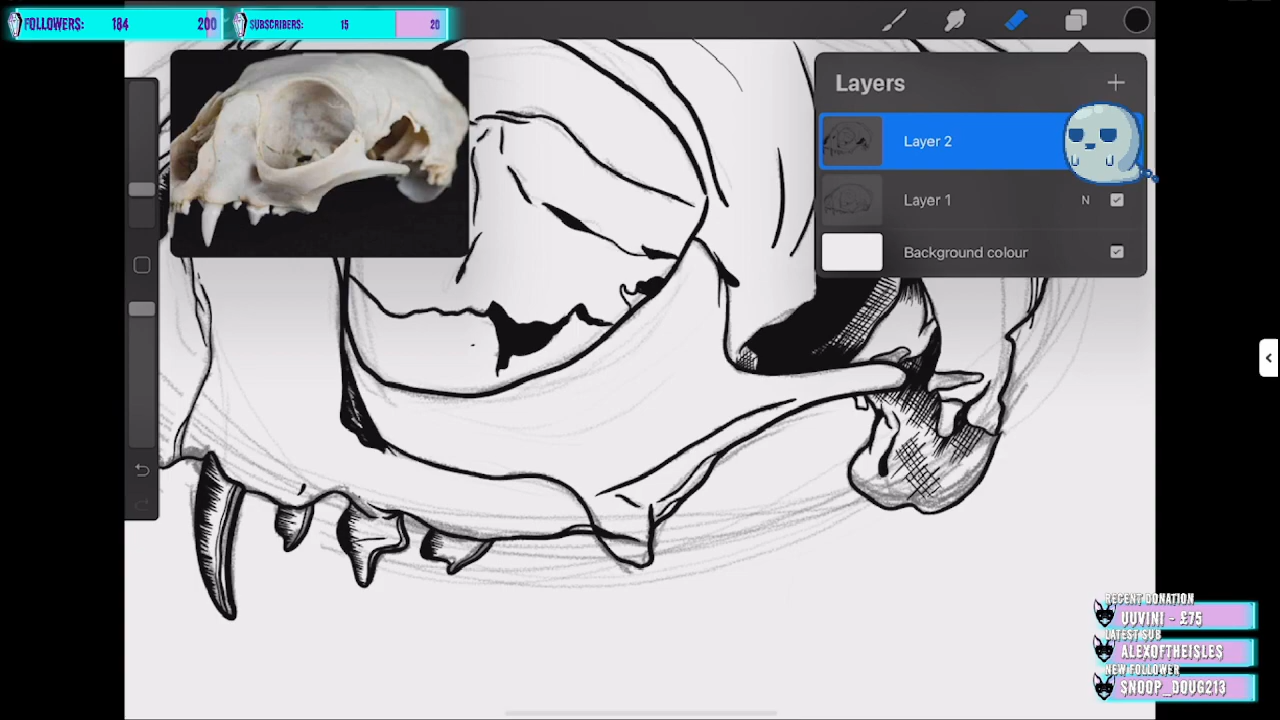 FOLLOWERS: 184 200
SUBSCRIBERS: 15 20
Layers
Layer 2
Layer 1 N
Background colour
RECENT DONATION
UUVINI - £75
LATEST SUB
ALEXOFTHEISLES
NEW FOLLOWER
SNOOP_DOUG213